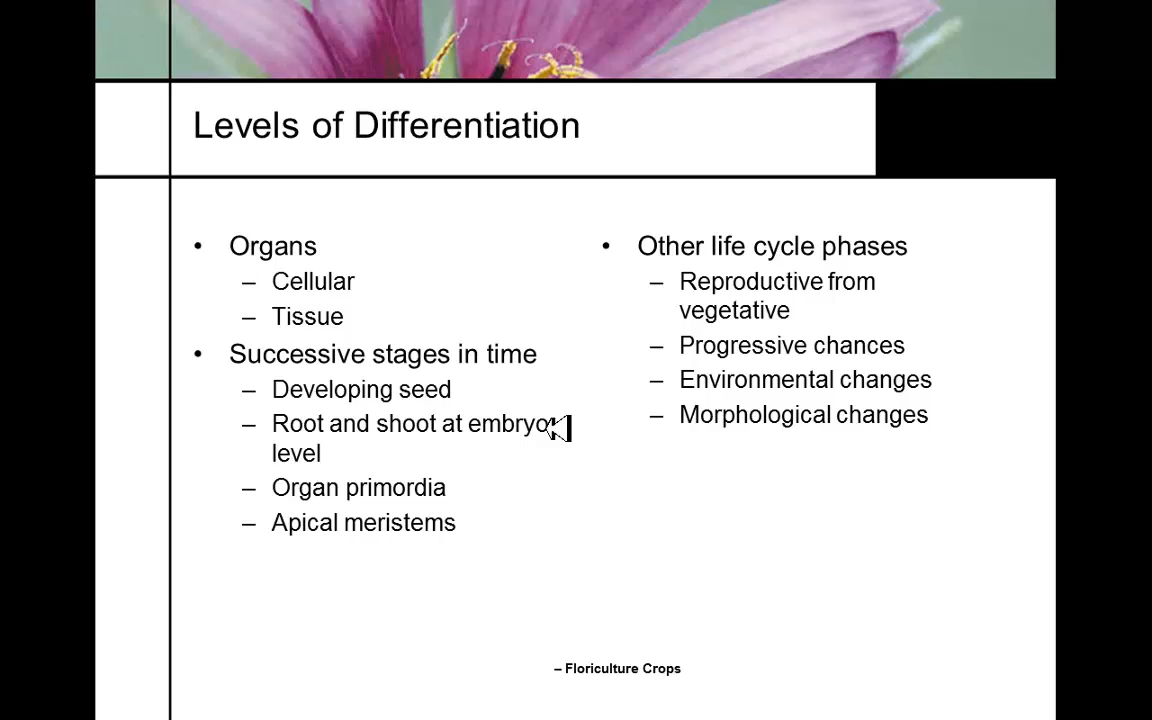 Levels of Differentiation
• Organs
– Cellular
– Tissue
• Successive stages in time
– Developing seed
– Root and shoot at embryo
level
– Organ primordia
– Apical meristems
• Other life cycle phases
– Reproductive from
vegetative
– Progressive chances
– Environmental changes
– Morphological changes
– Floriculture Crops